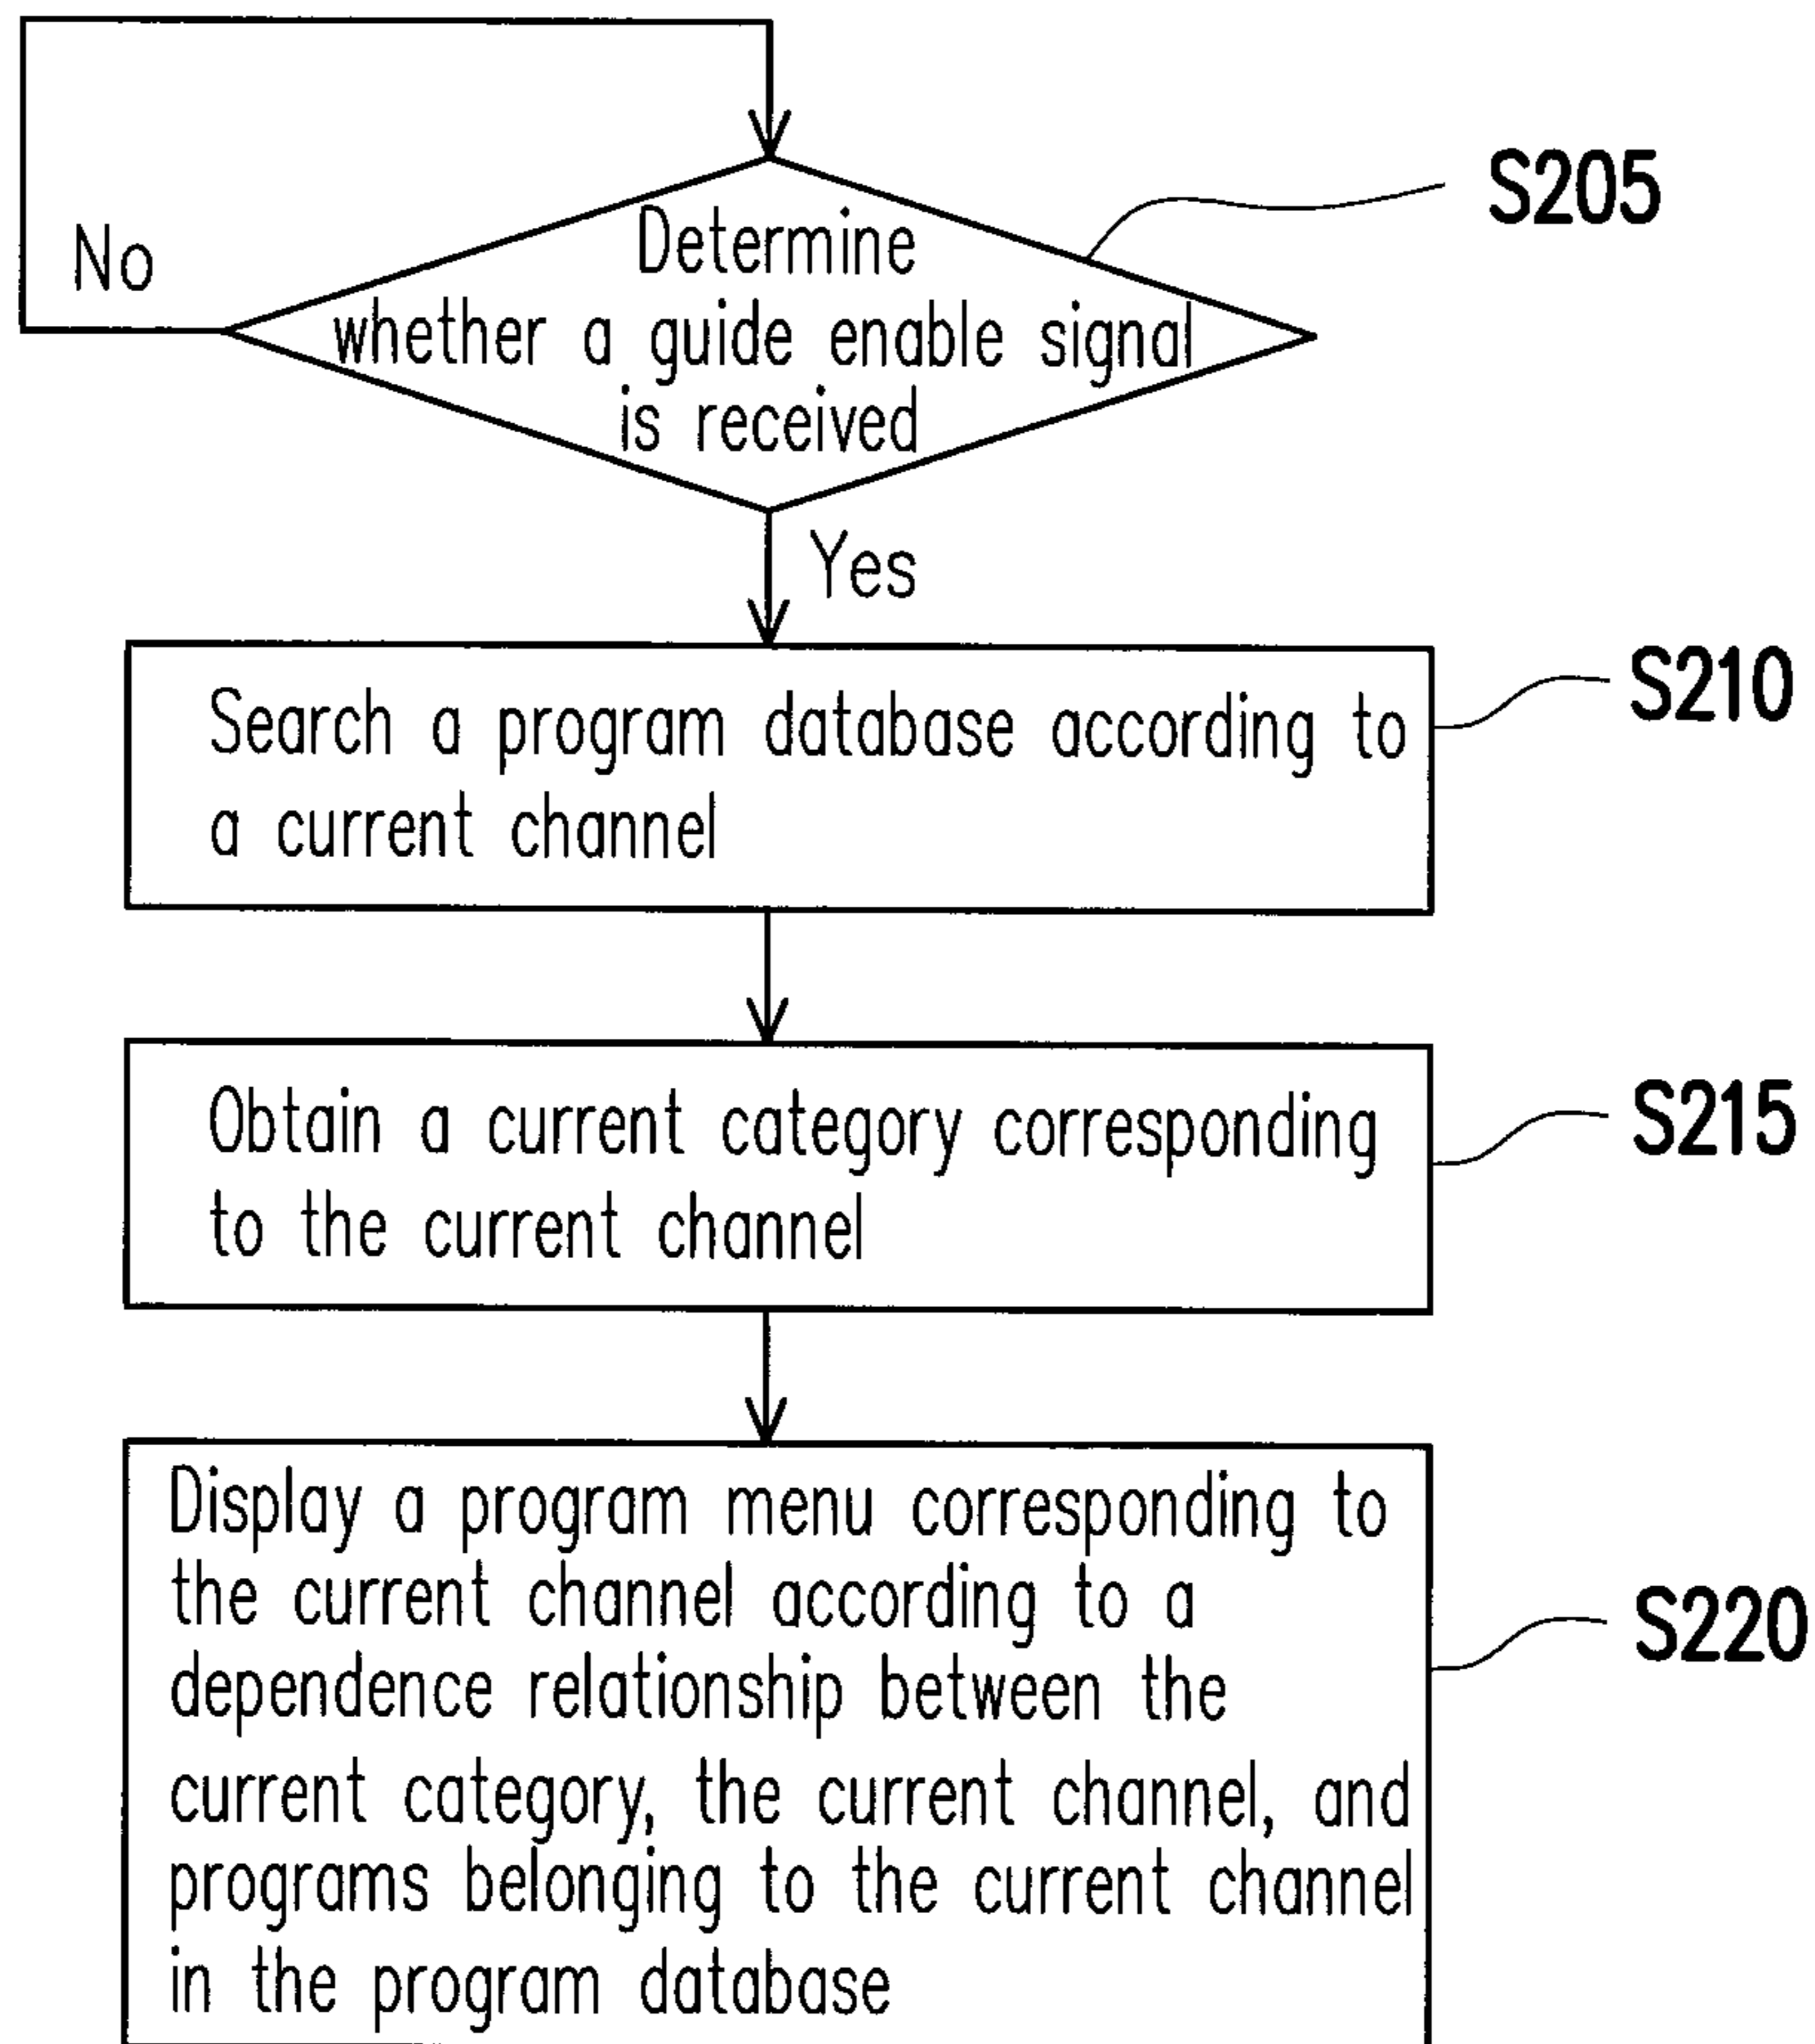 Determine
whether a guide enable signal
is received
S205
No
Yes
Search a program database according to
a current channel
S210
Obtain a current category corresponding
to the current channel
S215
Display a program menu corresponding to
the current channel according to a
dependence relationship between the
current category, the current channel, and
programs belonging to the current channel
in the program database
S220